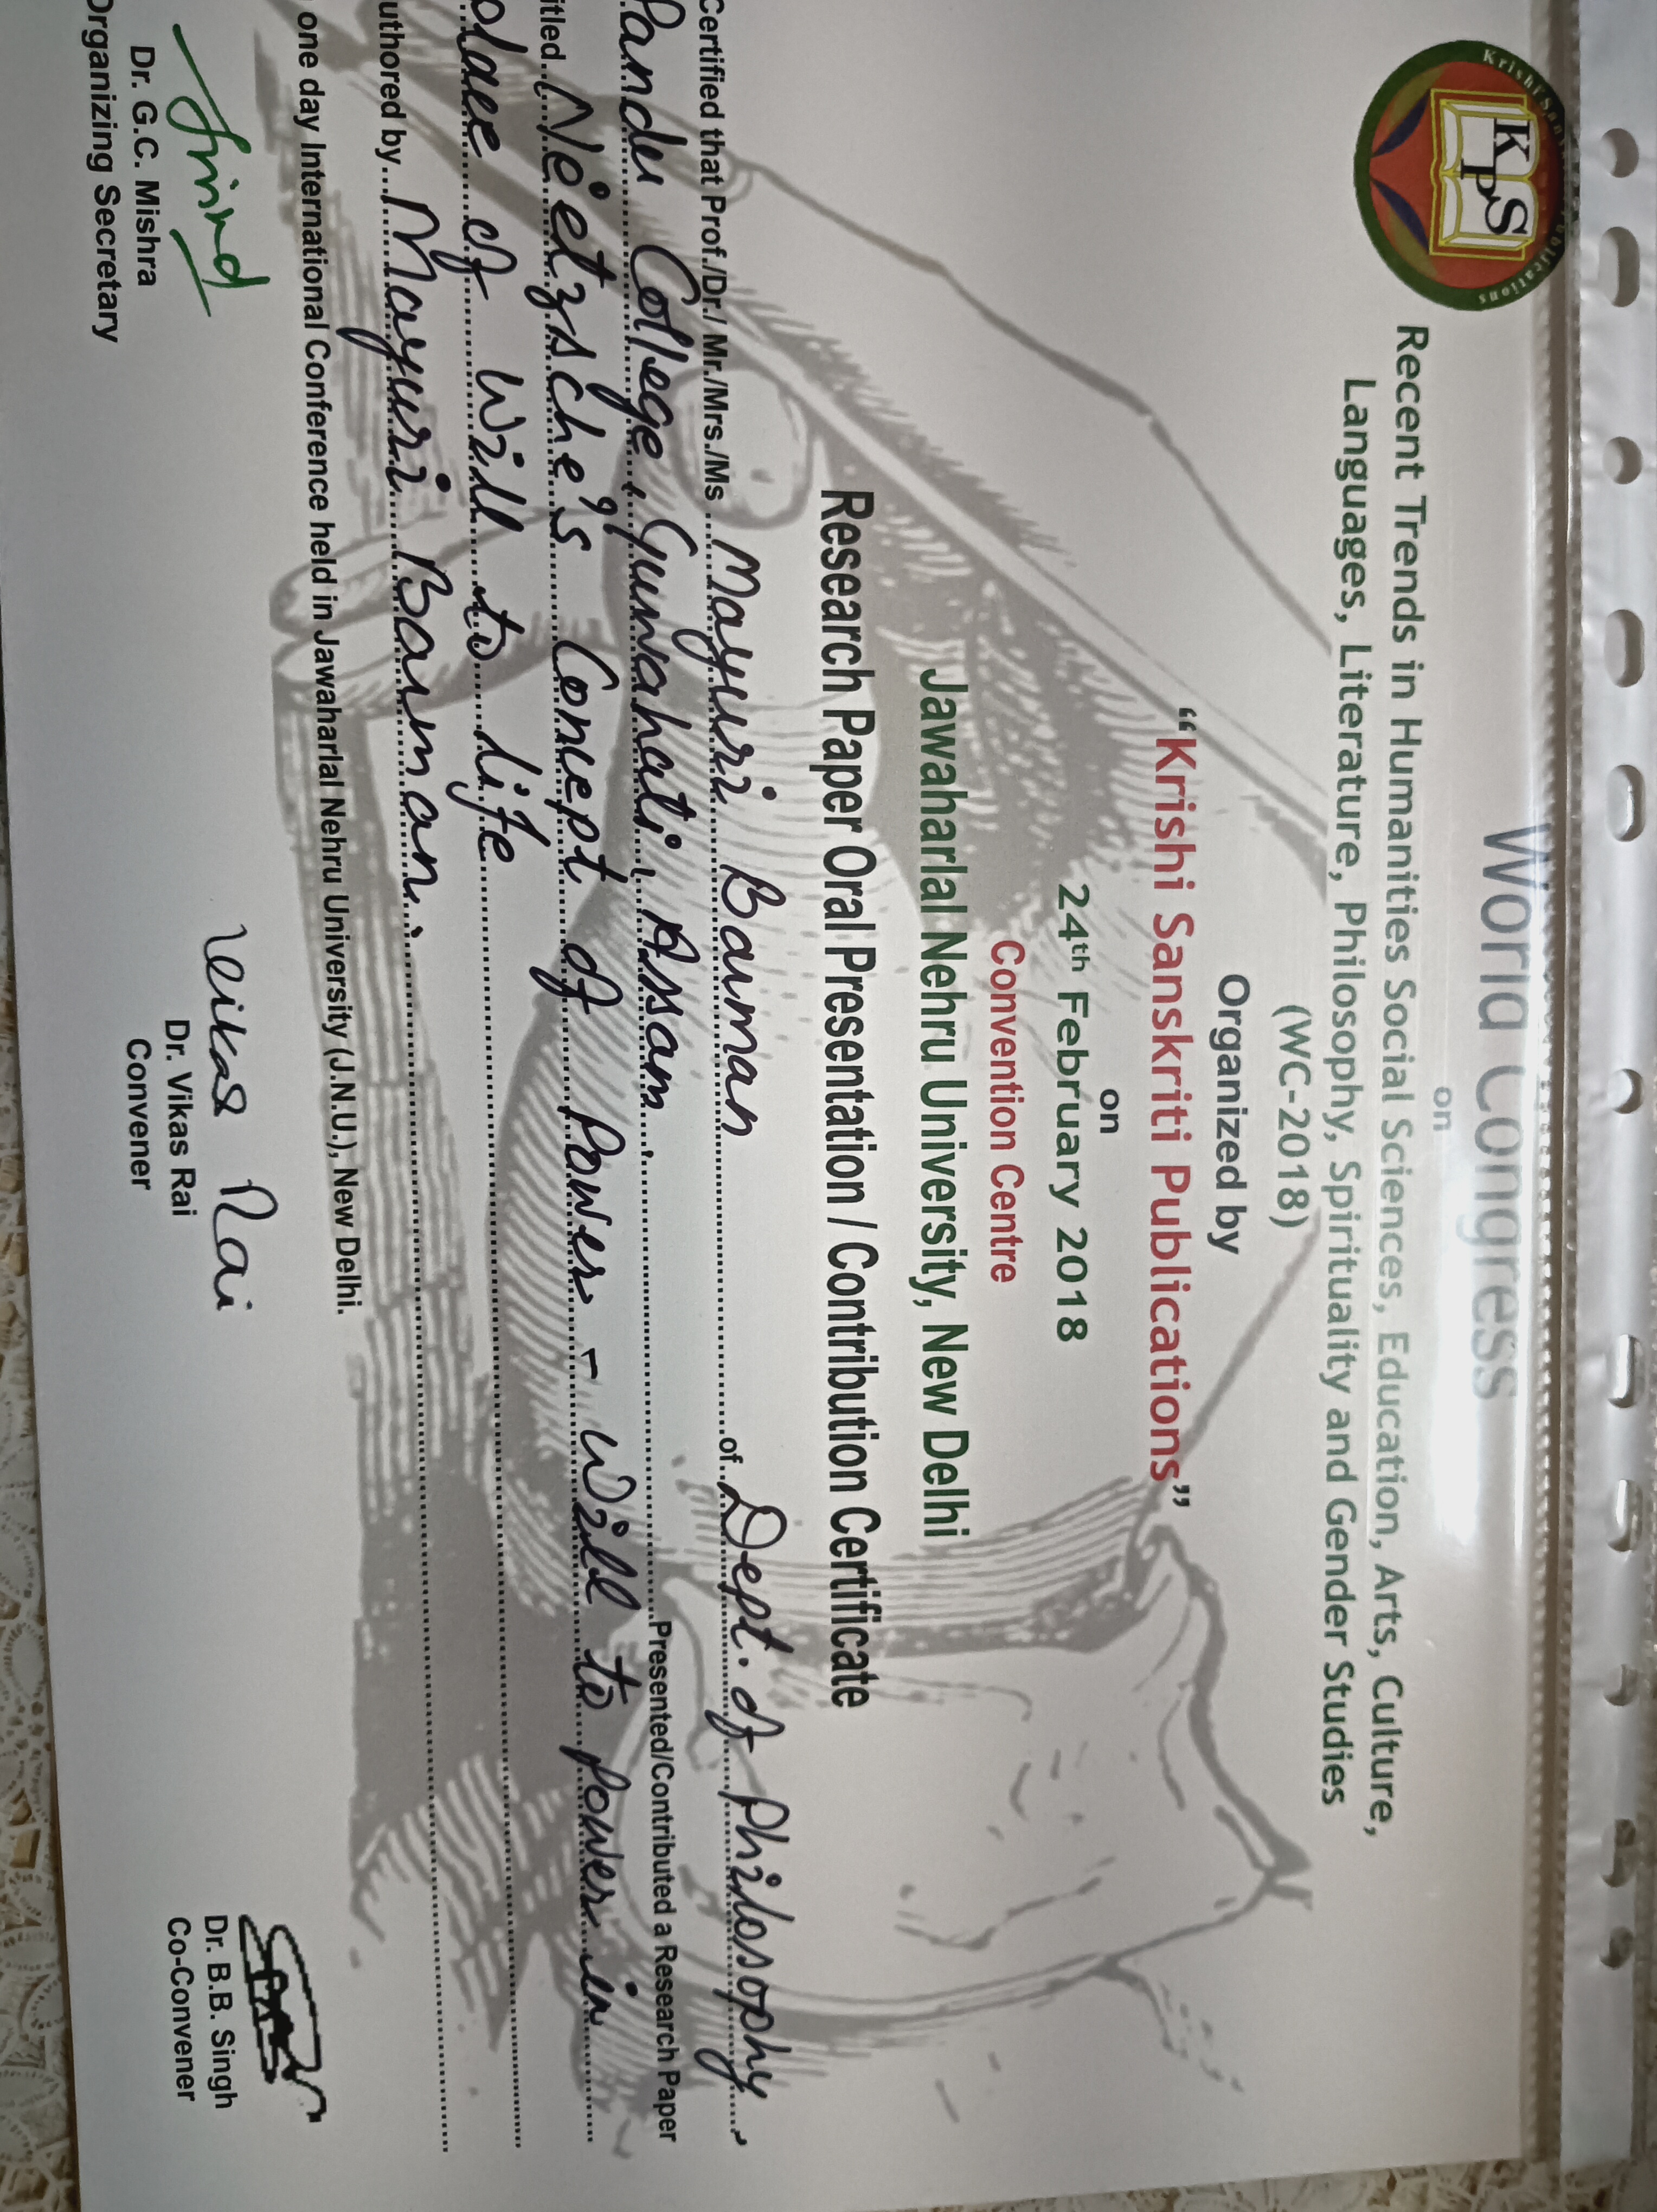 World Congress
on
Recent Trends in Humanities Social Sciences, Education, Arts, Culture,
Languages, Literature, Philosophy, Spirituality and Gender Studies
(WC-2018)
Organized by
"Krishi Sanskriti Publications"
on
24th February 2018
Convention Centre
Jawaharlal Nehru University, New Delhi
Research Paper Oral Presentation / Contribution Certificate
Certified that Prof./Dr./ Mr./Mrs./Ms Mayuri Barman of Dept. of Philosophy,
Pandu College, Guwahati, Assam. Presented/Contributed a Research Paper
itled Neitzsche's Concept of Power - Will to Power in
place of Will to Life
uthored by Mayuri Barman.
one day International Conference held in Jawaharlal Nehru University (J.N.U.), New Delhi.
Vikas Rai
Dr. G.C. Mishra
Organizing Secretary
Dr. Vikas Rai
Convener
Dr. B.B. Singh
Co-Convener
KPS